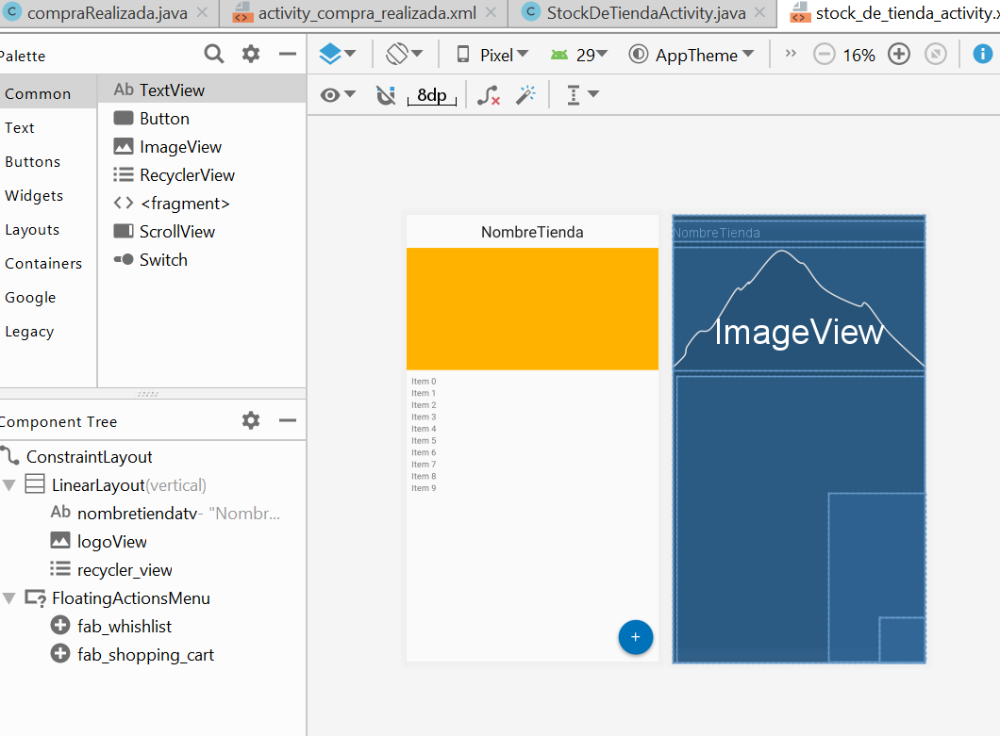 compraRealizada.java
activity_compra_realizada.xml
StockDeTiendaActivity.java
stock_de_tienda_activity.x
Palette
Pixel
29
AppTheme
16%
8dp
Common
Text
Buttons
Widgets
Layouts
Containers
Google
Legacy
Ab TextView
Button
ImageView
RecyclerView
<fragment>
ScrollView
Switch
Component Tree
ConstraintLayout
LinearLayout(vertical)
Ab nombretiendatv- "Nombr...
logoView
recycler_view
FloatingActionsMenu
fab_whishlist
fab_shopping_cart
NombreTienda
Item 0
Item 1
Item 2
Item 3
Item 4
Item 5
Item 6
Item 7
Item 8
Item 9
NombreTienda
ImageView